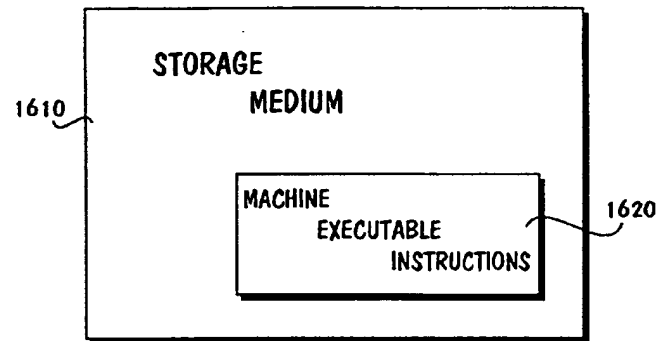 STORAGE
MEDIUM
1610
MACHINE
EXECUTABLE
INSTRUCTIONS
1620